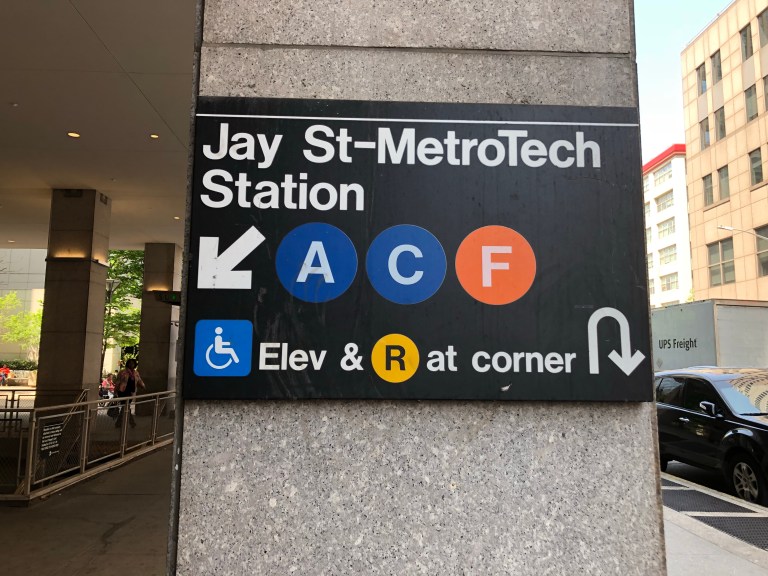 Jay St-MetroTech
Station
A C F
Elev & R at corner
UPS Freight